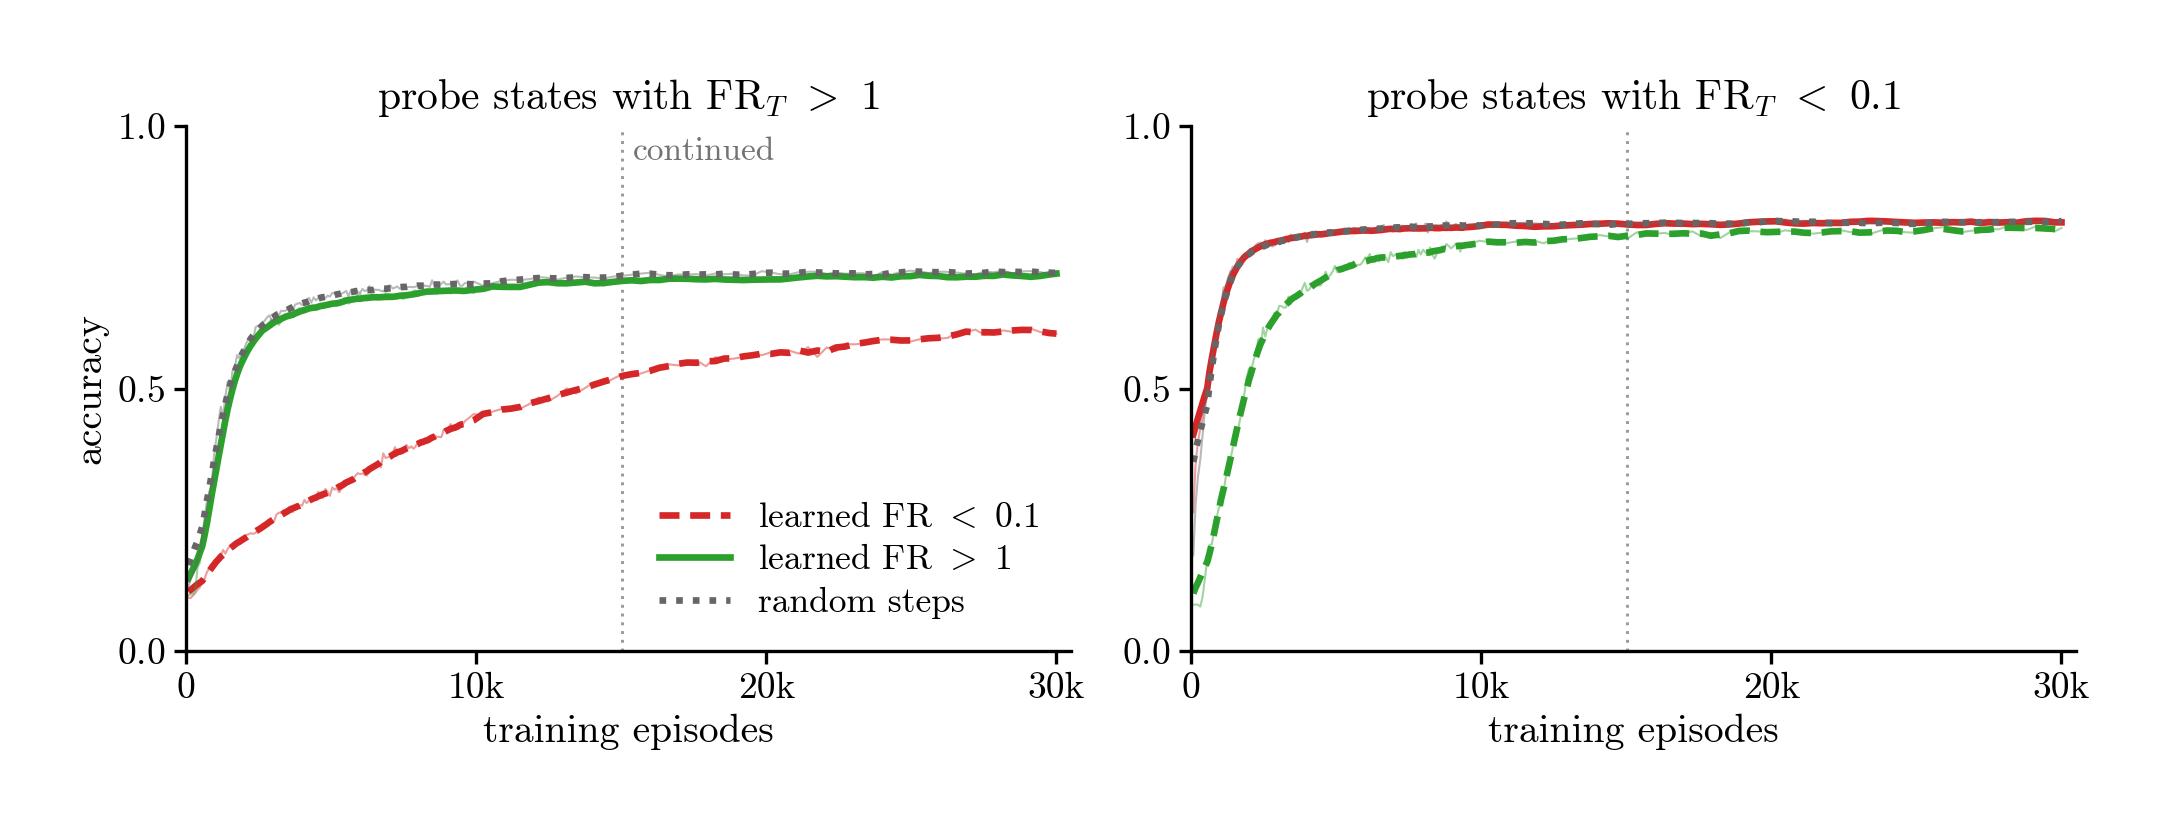 probe states with FR_T > 1
1.0
continued
0.5
0.0
accuracy
learned FR < 0.1
learned FR > 1
random steps
0
10k
20k
30k
training episodes
probe states with FR_T < 0.1
1.0
0.5
0.0
0
10k
20k
30k
training episodes